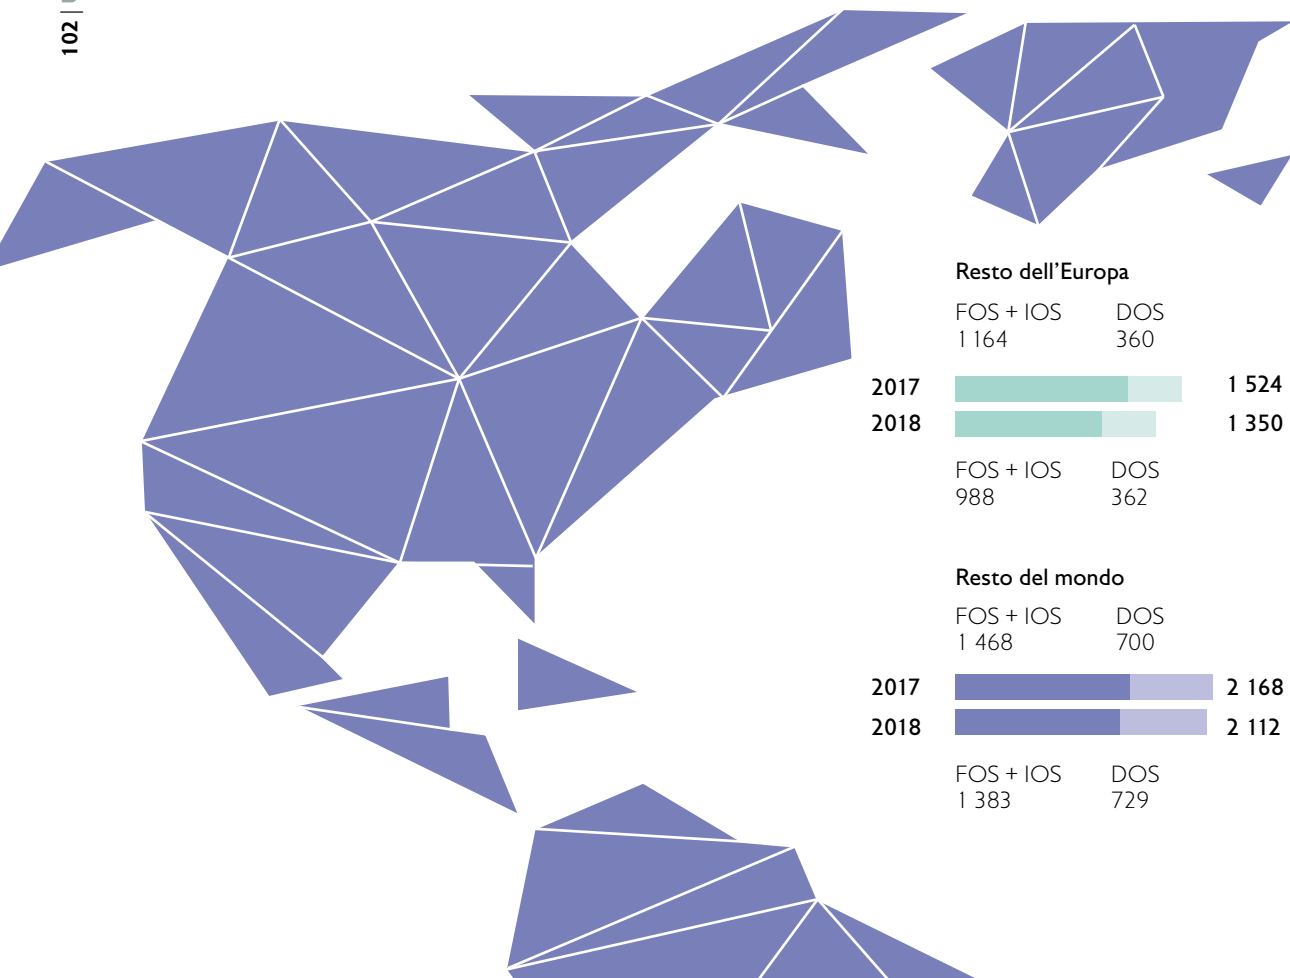 102 |
Resto dell’Europa
FOS + IOS DOS
1 164 360
2017 1 524
2018 1 350
FOS + IOS DOS
988 362
Resto del mondo
FOS + IOS DOS
1 468 700
2017 2 168
2018 2 112
FOS + IOS DOS
1 383 729